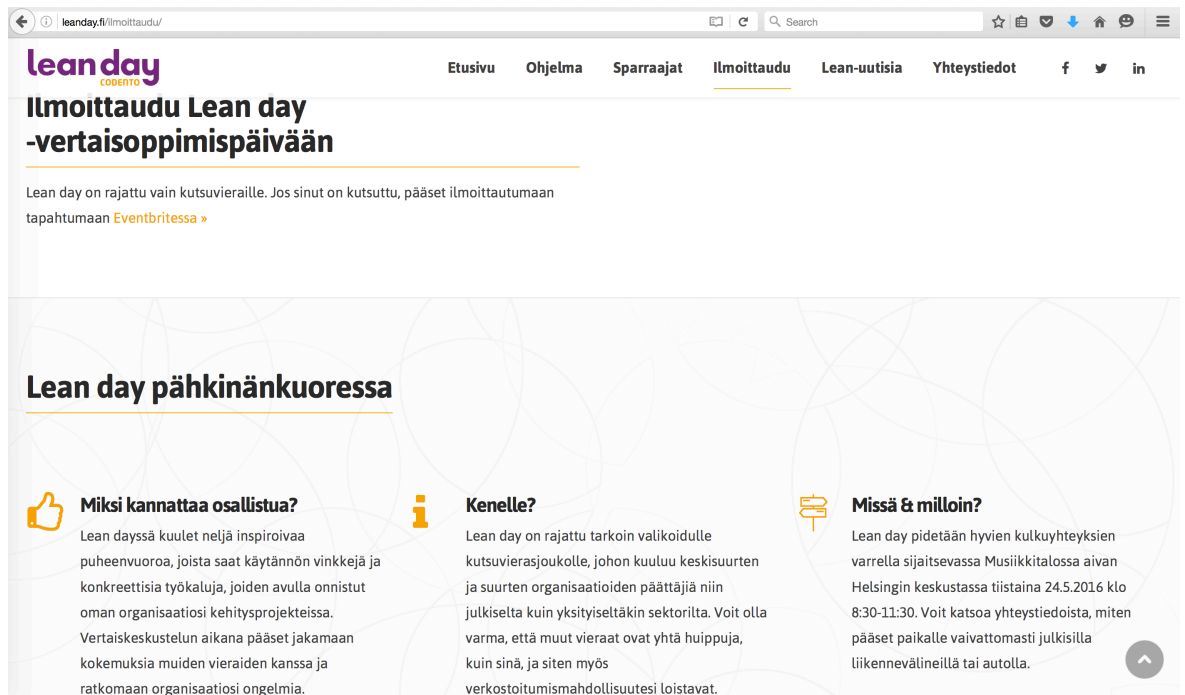 leanday.fi/ilmoittaudu/
Search
lean day
CODENTO
Etusivu
Ohjelma
Sparraajat
Ilmoittaudu
Lean-uutisia
Yhteystiedot
f
in
Ilmoittaudu Lean day
-vertaisoppimispäivään
Lean day on rajattu vain kutsuvieraille. Jos sinut on kutsuttu, pääset ilmoittautumaan
tapahtumaan Eventbritessa »
Lean day pähkinänkuoressa
Miksi kannattaa osallistua?
Lean dayssä kuulet neljä inspiroivaa
puheenvuoroa, joista saat käytännön vinkkejä ja
konkreettisia työkaluja, joiden avulla onnistut
oman organisaatiosi kehitysprojekteissa.
Vertaiskeskustelun aikana pääset jakamaan
kokemuksia muiden vieraiden kanssa ja
ratkomaan organisaatiosi ongelmia.
Kenelle?
Lean day on rajattu tarkoin valikoidulle
kutsuvierasjoukolle, johon kuuluu keskisuurten
ja suurten organisaatioiden päättäjiä niin
julkiselta kuin yksityiseltäkin sektorilta. Voit olla
varma, että muut vieraat ovat yhtä huippuja,
kuin sinä, ja siten myös
verkostoitumismahdollisuutesi loistavat.
Missä & milloin?
Lean day pidetään hyvien kulkuyhteyksien
varrella sijaitsevassa Musiikkitalossa aivan
Helsingin keskustassa tiistaina 24.5.2016 klo
8:30-11:30. Voit katsoa yhteystiedoista, miten
pääset paikalle vaivattomasti julkisilla
liikennevälineillä tai autolla.